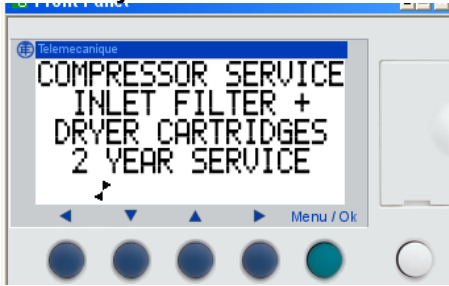 Front Panel
Telemecanique
COMPRESSOR SERVICE
INLET FILTER +
DRYER CARTRIDGES
2 YEAR SERVICE
Menu / Ok